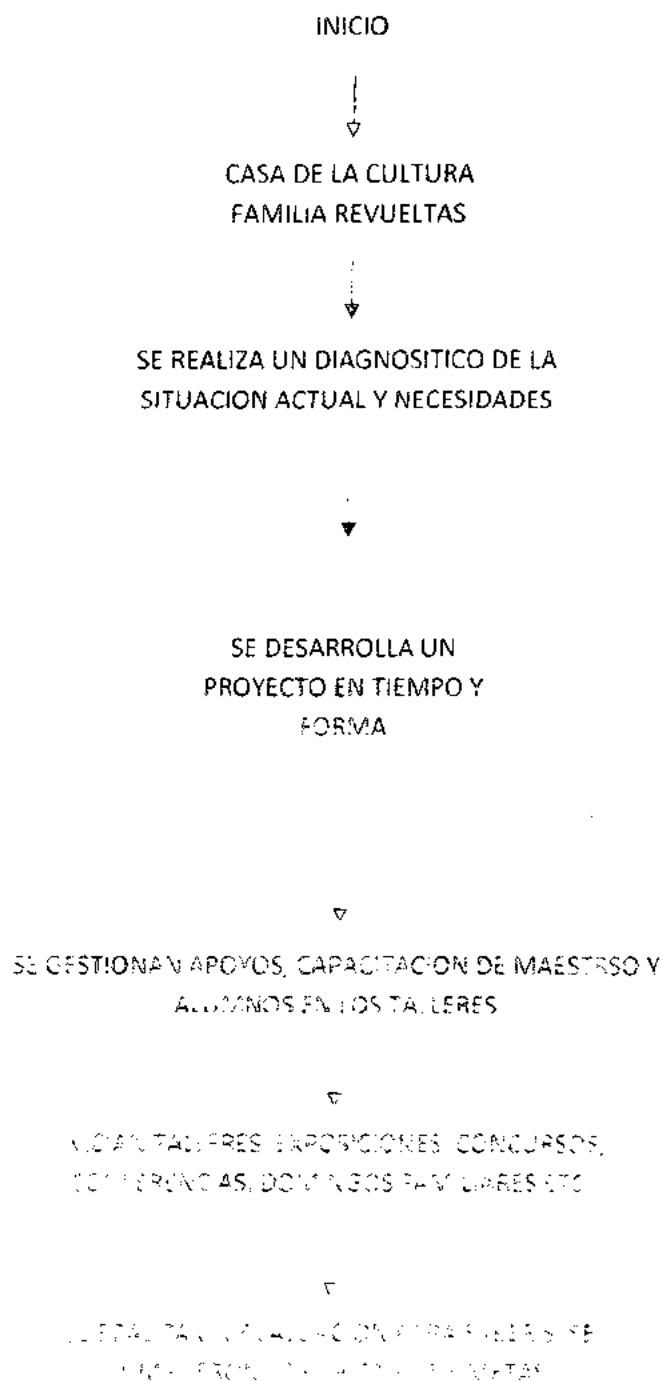 INICIO
CASA DE LA CULTURA
FAMILIA REVUELTAS
SE REALIZA UN DIAGNOSITICO DE LA
SITUACION ACTUAL Y NECESIDADES
SE DESARROLLA UN
PROYECTO EN TIEMPO Y
FORMA
SE GESTIONAN APOYOS, CAPACITACION DE MAESTRSO Y
ALUMNOS EN LOS TALLERES
TALLERES EXPOSICIONES CONCURSOS,
CONFERENCIAS, DOMINGOS FAMILIARES ETC
METAS